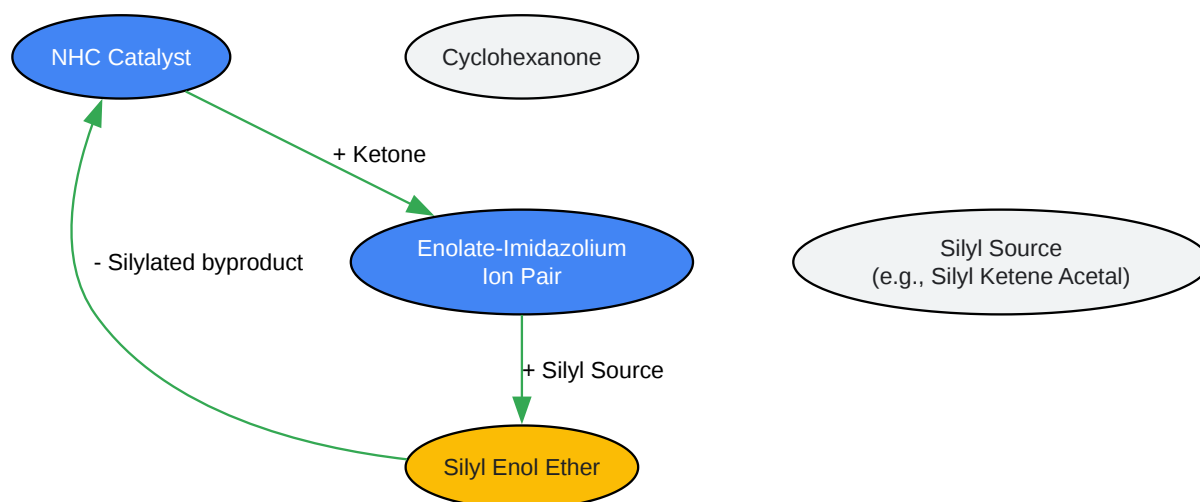 NHC Catalyst
Cyclohexanone
+ Ketone
Enolate-Imidazolium
Ion Pair
- Silylated byproduct
Silyl Source
(e.g., Silyl Ketene Acetal)
+ Silyl Source
Silyl Enol Ether